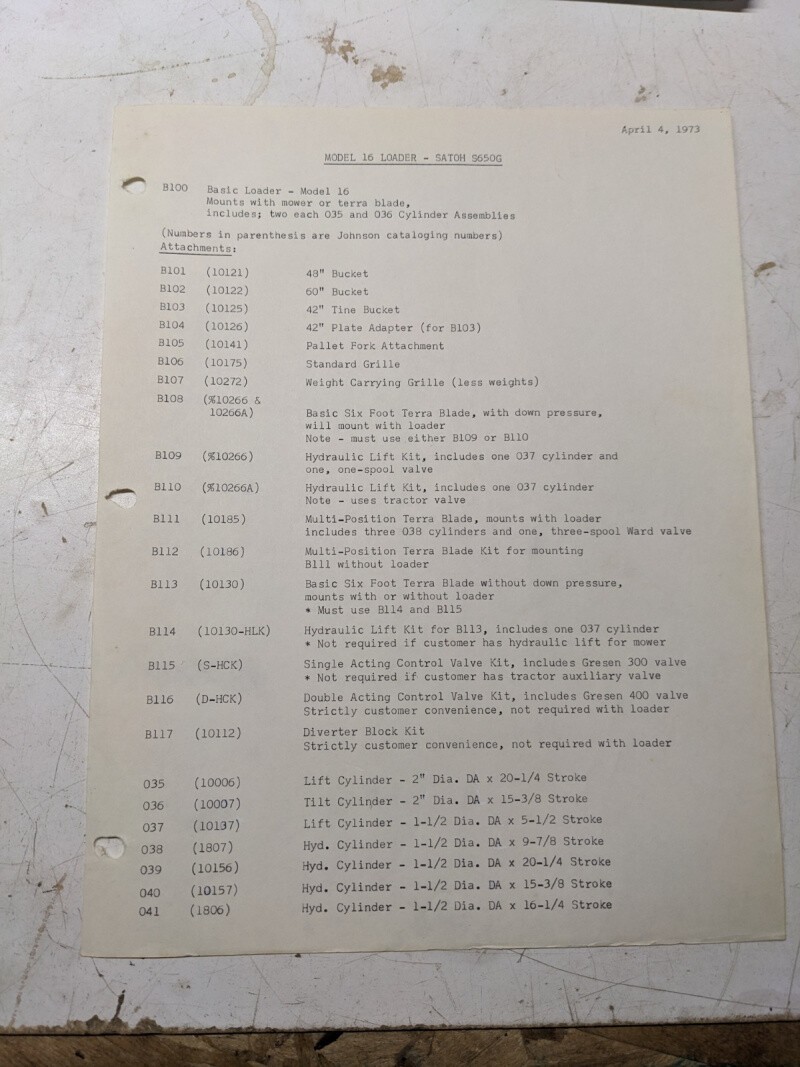 April 4, 1973
MODEL 16 LOADER - SATOH S650G
B100 Basic Loader - Model 16
Mounts with mower or terra blade,
includes; two each 035 and 036 Cylinder Assemblies
(Numbers in parenthesis are Johnson cataloging numbers)
Attachments:
B101 (10121) 48" Bucket
B102 (10122) 60" Bucket
B103 (10125) 42" Tine Bucket
B104 (10126) 42" Plate Adapter (for B103)
B105 (10141) Pallet Fork Attachment
B106 (10175) Standard Grille
B107 (10272) Weight Carrying Grille (less weights)
B108 (%10266 &
10266A) Basic Six Foot Terra Blade, with down pressure,
will mount with loader
Note - must use either B109 or B110
B109 (%10266) Hydraulic Lift Kit, includes one 037 cylinder and
one, one-spool valve
B110 (%10266A) Hydraulic Lift Kit, includes one 037 cylinder
Note - uses tractor valve
B111 (10185) Multi-Position Terra Blade, mounts with loader
includes three 038 cylinders and one, three-spool Ward valve
B112 (10186) Multi-Position Terra Blade Kit for mounting
B111 without loader
B113 (10130) Basic Six Foot Terra Blade without down pressure,
mounts with or without loader
* Must use B114 and B115
B114 (10130-HLK) Hydraulic Lift Kit for B113, includes one 037 cylinder
* Not required if customer has hydraulic lift for mower
B115 (S-HCK) Single Acting Control Valve Kit, includes Gresen 300 valve
* Not required if customer has tractor auxiliary valve
B116 (D-HCK) Double Acting Control Valve Kit, includes Gresen 400 valve
Strictly customer convenience, not required with loader
B117 (10112) Diverter Block Kit
Strictly customer convenience, not required with loader
035 (10006) Lift Cylinder - 2" Dia. DA x 20-1/4 Stroke
036 (10007) Tilt Cylinder - 2" Dia. DA x 15-3/8 Stroke
037 (10137) Lift Cylinder - 1-1/2 Dia. DA x 5-1/2 Stroke
038 (1807) Hyd. Cylinder - 1-1/2 Dia. DA x 9-7/8 Stroke
039 (10156) Hyd. Cylinder - 1-1/2 Dia. DA x 20-1/4 Stroke
040 (10157) Hyd. Cylinder - 1-1/2 Dia. DA x 15-3/8 Stroke
041 (1806) Hyd. Cylinder - 1-1/2 Dia. DA x 16-1/4 Stroke